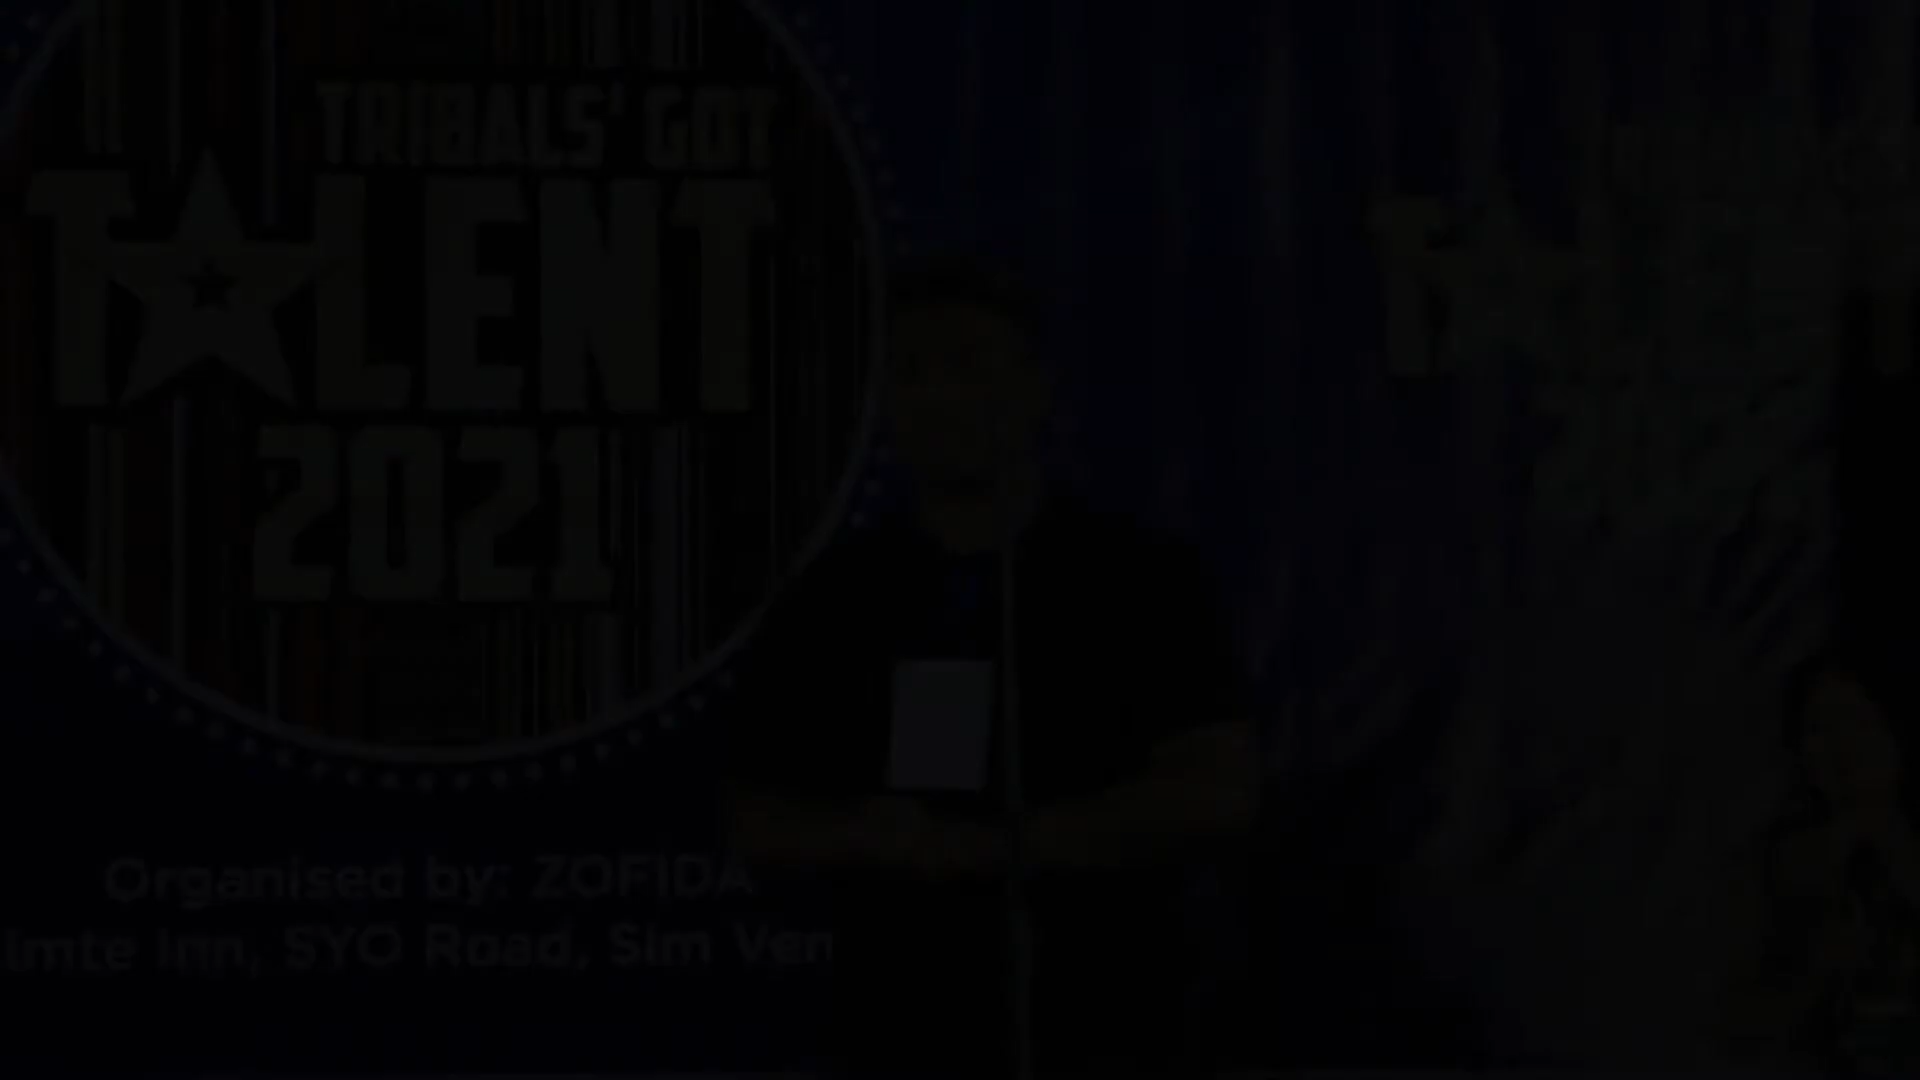 TRIBALS' GOT
TALENT
2021
Organised by: ZOFIDA
imte Inn, SYO Road, Sim Ven